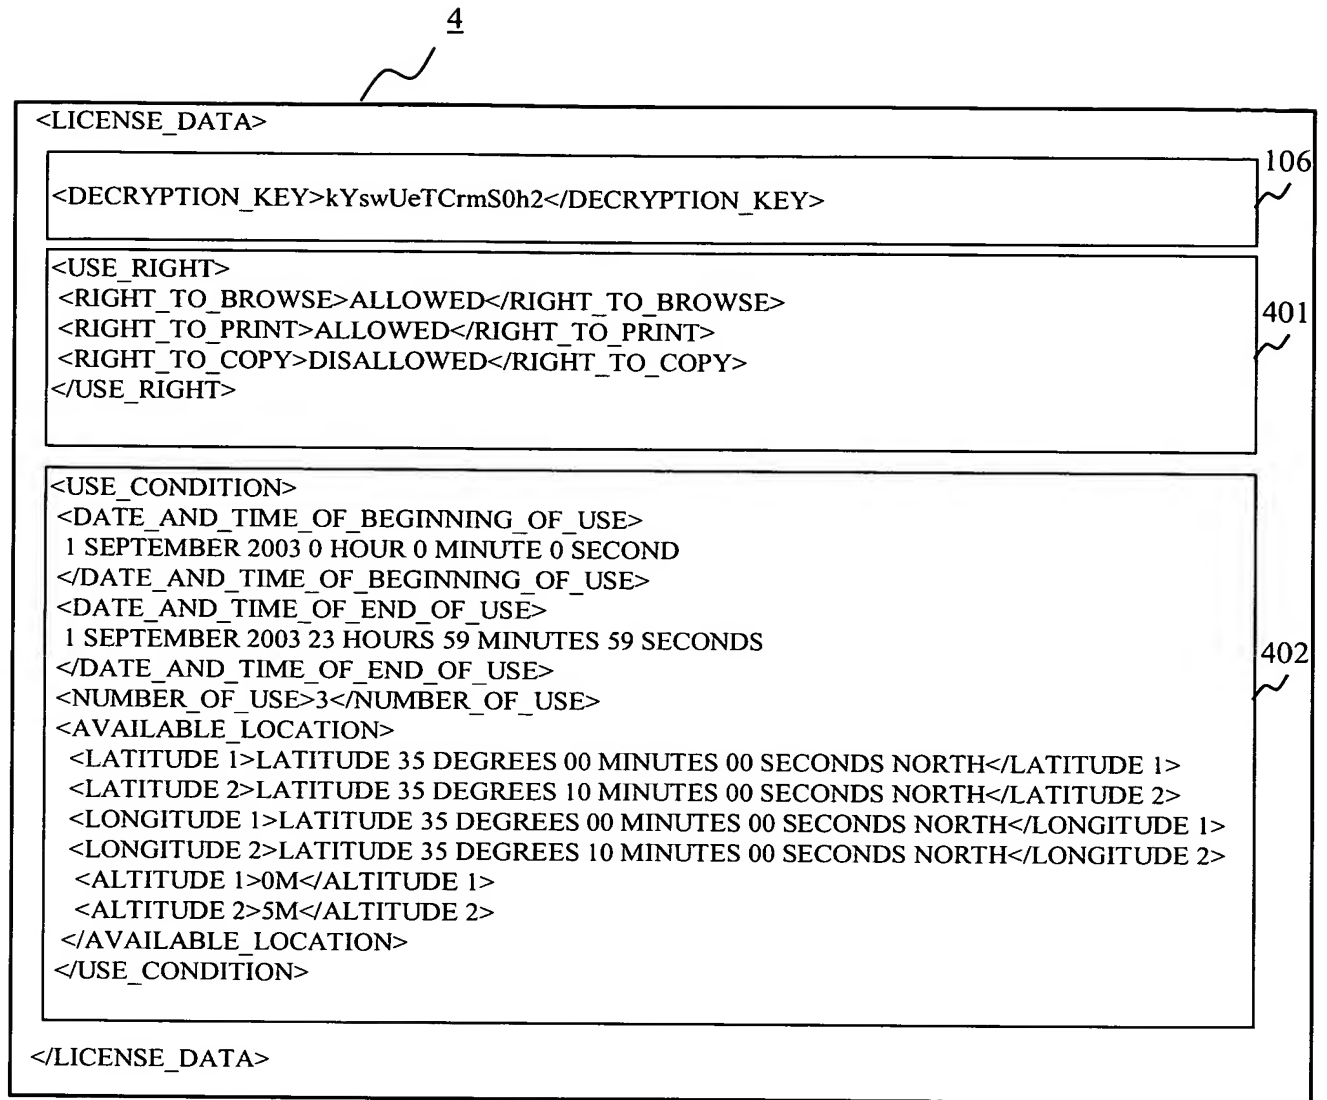 4
<LICENSE_DATA>
106
<DECRYPTION_KEY>kYswUeTCrmS0h2</DECRYPTION_KEY>
<USE_RIGHT>
<RIGHT_TO_BROWSE>ALLOWED</RIGHT_TO_BROWSE>
401
<RIGHT_TO_PRINT>ALLOWED</RIGHT_TO_PRINT>
<RIGHT_TO_COPY>DISALLOWED</RIGHT_TO_COPY>
</USE_RIGHT>
<USE_CONDITION>
<DATE_AND_TIME_OF_BEGINNING_OF_USE>
1 SEPTEMBER 2003 0 HOUR 0 MINUTE 0 SECOND
</DATE_AND_TIME_OF_BEGINNING_OF_USE>
<DATE_AND_TIME_OF_END_OF_USE>
1 SEPTEMBER 2003 23 HOURS 59 MINUTES 59 SECONDS
402
</DATE_AND_TIME_OF_END_OF_USE>
<NUMBER_OF_USE>3</NUMBER_OF_USE>
<AVAILABLE_LOCATION>
<LATITUDE 1>LATITUDE 35 DEGREES 00 MINUTES 00 SECONDS NORTH</LATITUDE 1>
<LATITUDE 2>LATITUDE 35 DEGREES 10 MINUTES 00 SECONDS NORTH</LATITUDE 2>
<LONGITUDE 1>LATITUDE 35 DEGREES 00 MINUTES 00 SECONDS NORTH</LONGITUDE 1>
<LONGITUDE 2>LATITUDE 35 DEGREES 10 MINUTES 00 SECONDS NORTH</LONGITUDE 2>
<ALTITUDE 1>0M</ALTITUDE 1>
<ALTITUDE 2>5M</ALTITUDE 2>
</AVAILABLE_LOCATION>
</USE_CONDITION>
</LICENSE_DATA>